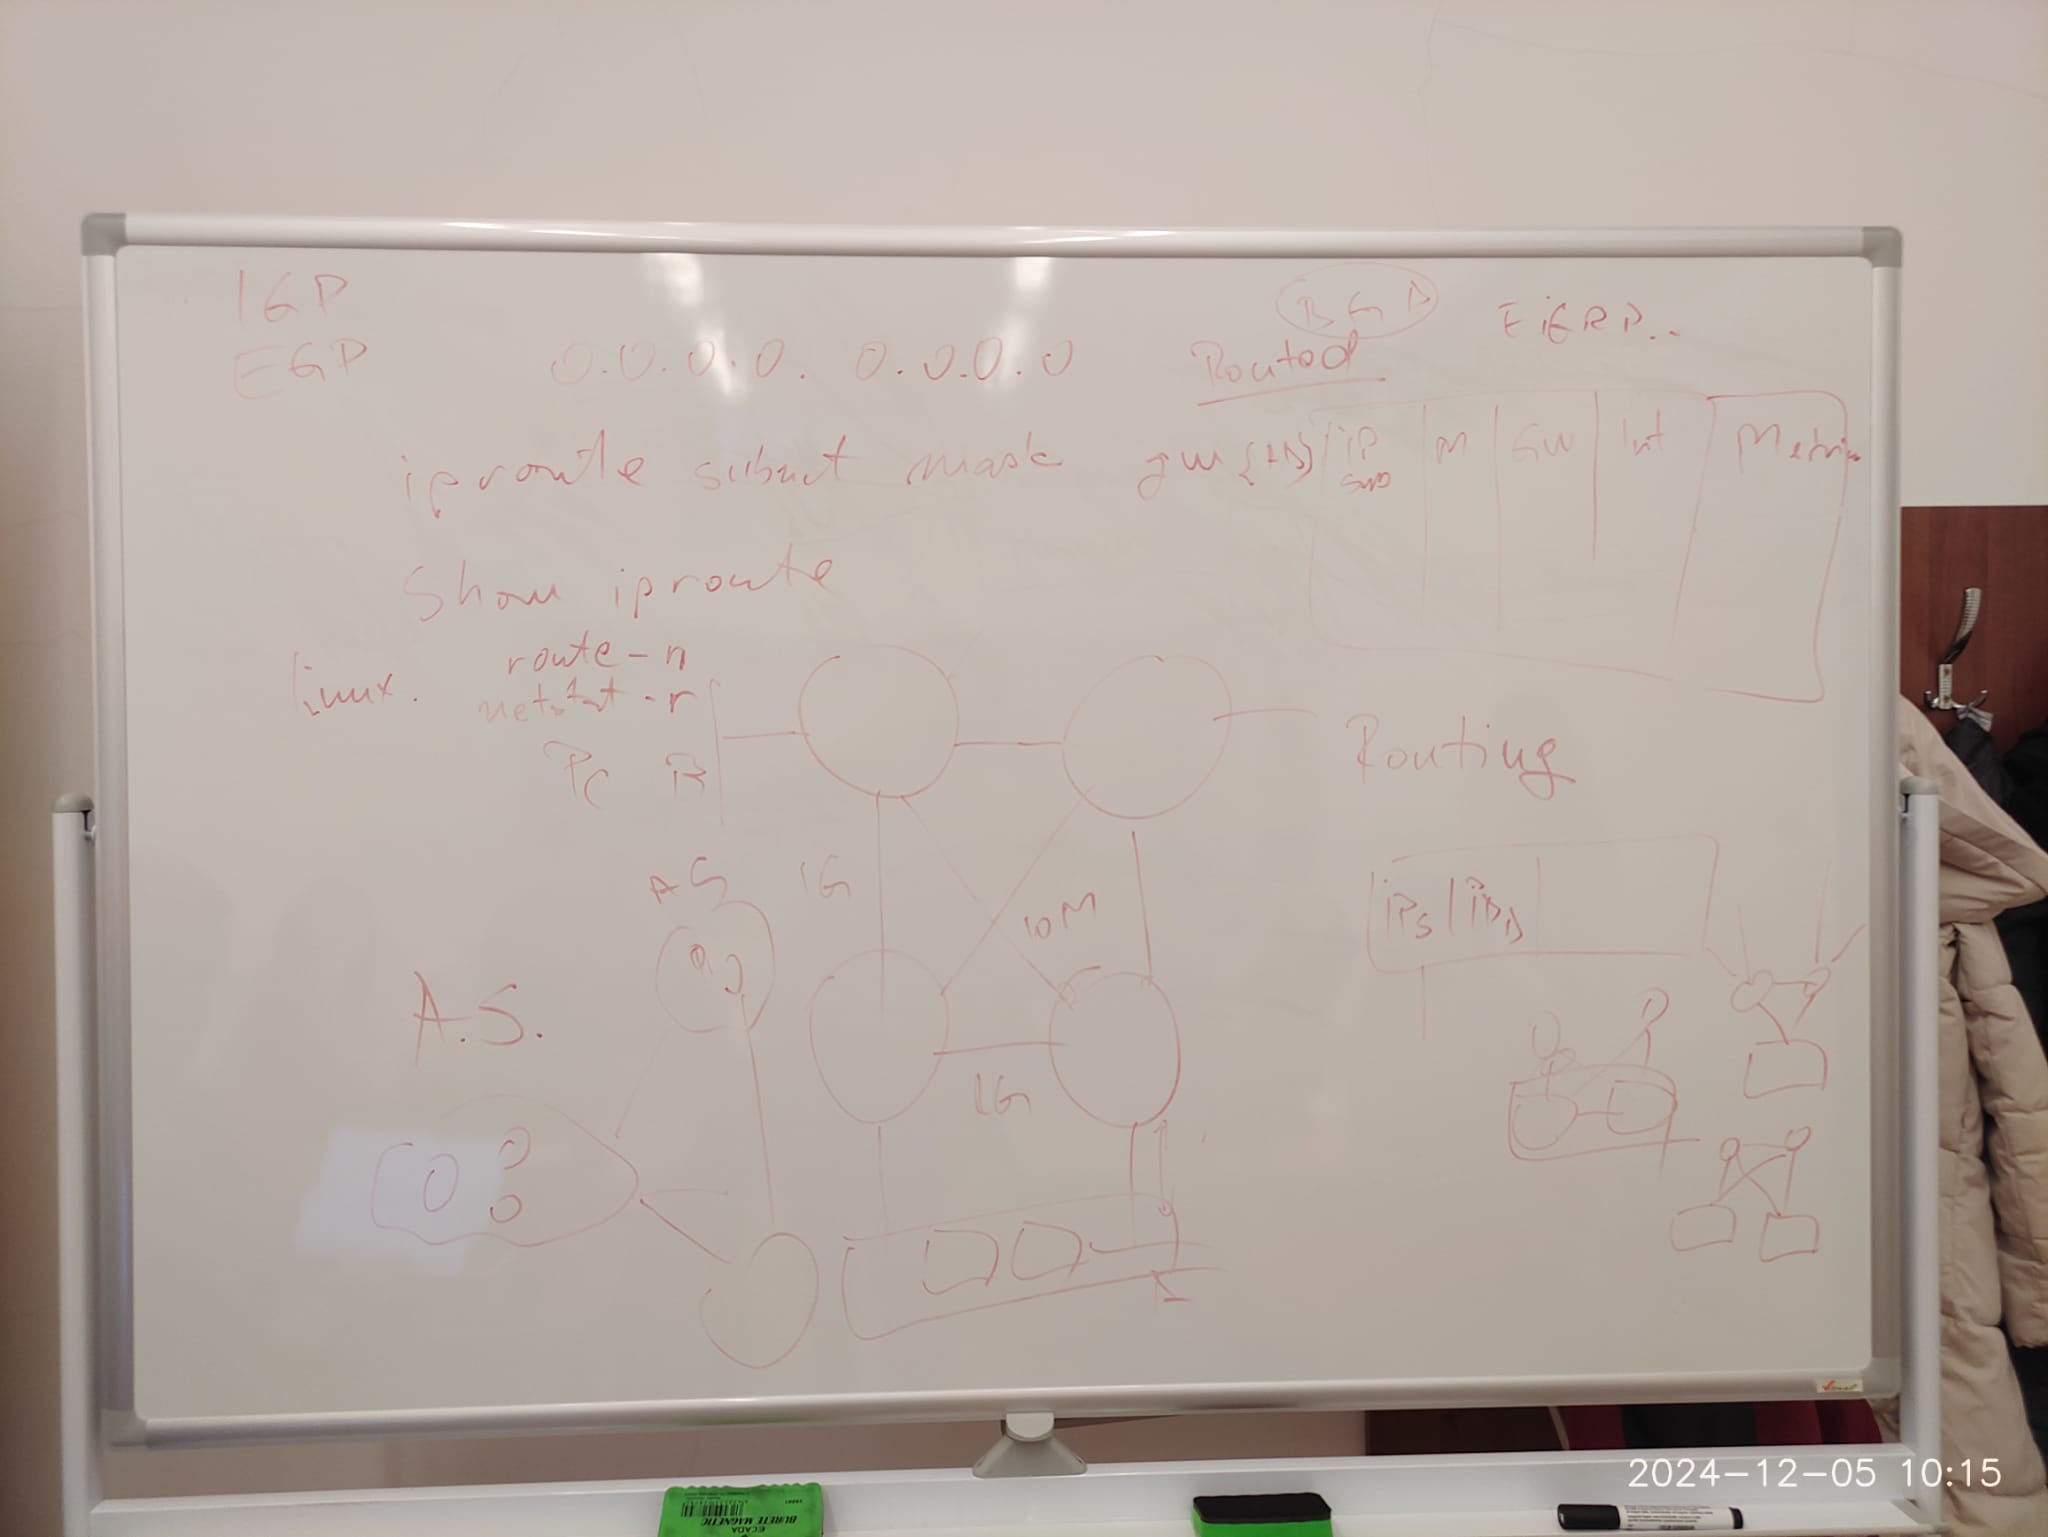 IGP
EGP
0.0.0.0. 0.0.0.0
BGP
EiGRP..
Routed
iproute subnet mask gw {AD}
iP sub M GW Int Metric
Show iproute
Linux. route -n
netstat -r
PC R
Routing
AS
1G
10M
iPs iPD
A.S.
1G
BURETE MAGNETIC
ECADA
2024-12-05 10:15